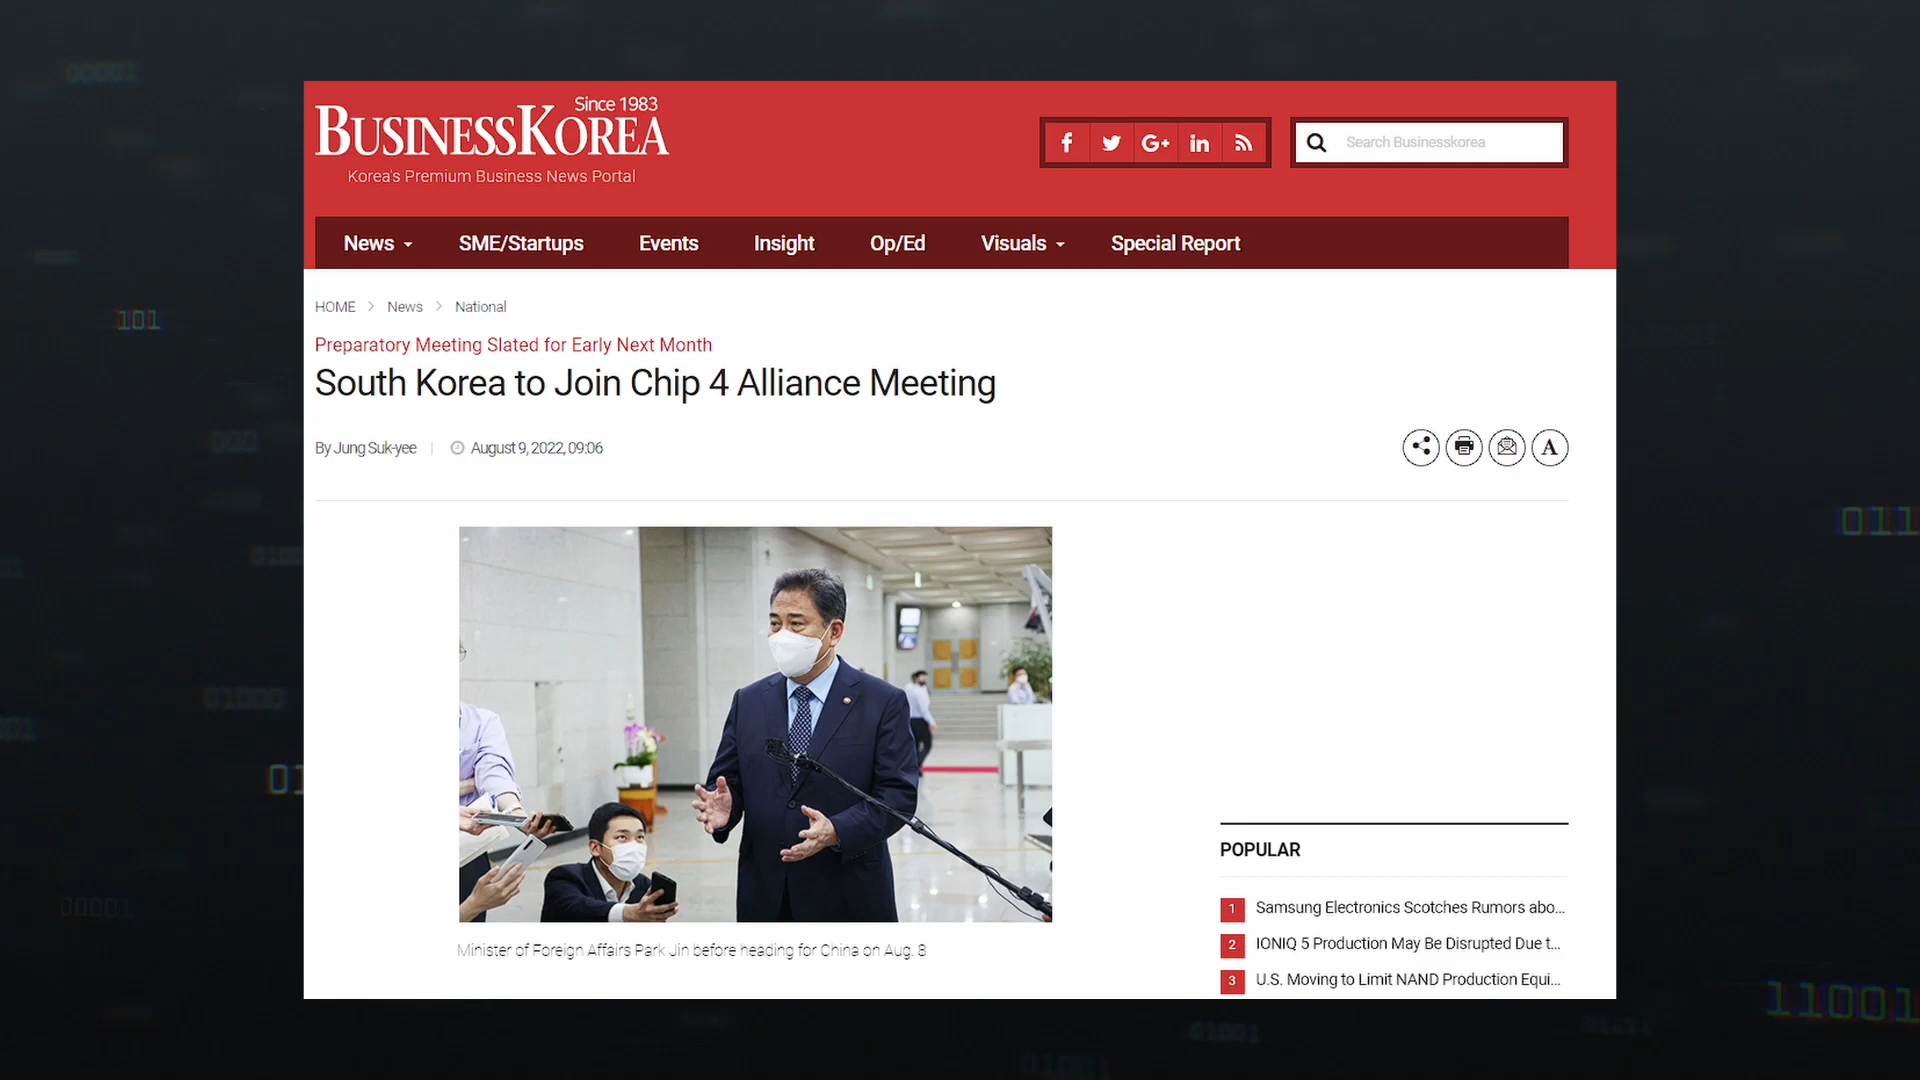 Since 1983
BUSINESSKOREA
Korea's Premium Business News Portal
Search Businesskorea
News
SME/Startups
Events
Insight
Op/Ed
Visuals
Special Report
HOME > News > National
Preparatory Meeting Slated for Early Next Month
South Korea to Join Chip 4 Alliance Meeting
By Jung Suk-yee | August 9, 2022, 09:06
Minister of Foreign Affairs Park Jin before heading for China on Aug. 8
POPULAR
1 Samsung Electronics Scotches Rumors abo...
2 IONIQ 5 Production May Be Disrupted Due t...
3 U.S. Moving to Limit NAND Production Equi...
101
011
01
11001